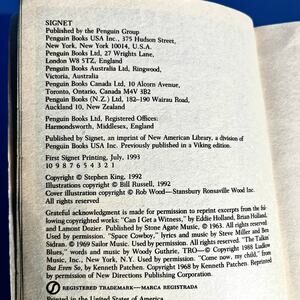 SIGNET
Published by the Penguin Group
Penguin Books USA Inc., 375 Hudson Street,
New York, New York 10014, U.S.A.
Penguin Books Ltd, 27 Wrights Lane,
London W8 5TZ, England
Penguin Books Australia Ltd, Ringwood,
Victoria, Australia
Penguin Books Canada Ltd, 10 Alcorn Avenue,
Toronto, Ontario, Canada M4V 3B2
Penguin Books (N.Z.) Ltd, 182–190 Wairau Road,
Auckland 10, New Zealand
Penguin Books Ltd, Registered Offices:
Harmondsworth, Middlesex, England
Published by Signet, an imprint of New American Library, a division of
Penguin Books USA Inc. Previously published in a Viking edition.
First Signet Printing, July, 1993
10 9 8 7 6 5 4 3 2 1
Copyright © Stephen King, 1992
Illustrations copyright © Bill Russell, 1992
Cover illustration copyright © Rob Wood—Stansbury Ronsaville Wood Inc.
All rights reserved
Grateful acknowledgment is made for permission to reprint excerpts from the fol-
lowing copyrighted works: "Can I Get a Witness," by Eddie Holland, Brian Holland,
and Lamont Dozier. Published by Stone Agate Music, © 1963. All rights reserved.
Used by permission. "Space Cowboy," lyrics and music by Steve Miller and Ben
Sidran. © 1969 Sailor Music. Used by permission. All rights reserved. "The Talkin'
Blues," words and music by Woody Guthrie, TRO—© Copyright 1988 Ludlow
Music, Inc., New York, N.Y. Used by permission. "Come now, my child," from
But Even So, by Kenneth Patchen. Copyright 1968 by Kenneth Patchen. Reprinted
by permission of New Directions Publishing Corporation.
REGISTERED TRADEMARK—MARCA REGISTRADA
Printed in the United States of America